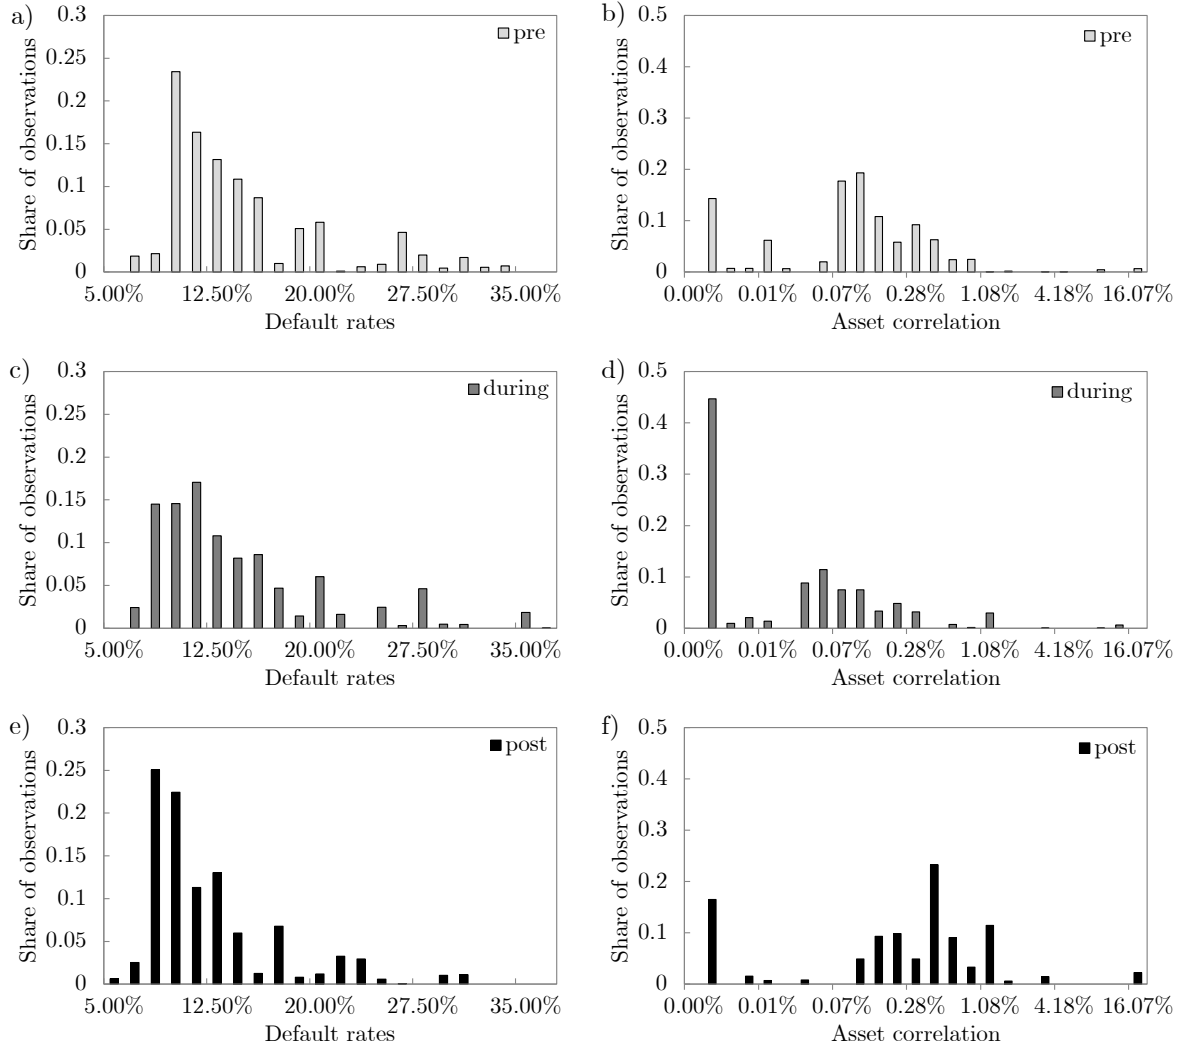 a)
Share of observations
0.3
0.25
0.2
0.15
0.1
0.05
0
pre
5.00% 12.50% 20.00% 27.50% 35.00%
Default rates
b)
Share of observations
0.5
0.4
0.3
0.2
0.1
0
pre
0.00% 0.01% 0.07% 0.28% 1.08% 4.18% 16.07%
Asset correlation
c)
Share of observations
0.3
0.25
0.2
0.15
0.1
0.05
0
during
5.00% 12.50% 20.00% 27.50% 35.00%
Default rates
d)
Share of observations
0.5
0.4
0.3
0.2
0.1
0
during
0.00% 0.01% 0.07% 0.28% 1.08% 4.18% 16.07%
Asset correlation
e)
Share of observations
0.3
0.25
0.2
0.15
0.1
0.05
0
post
5.00% 12.50% 20.00% 27.50% 35.00%
Default rates
f)
Share of observations
0.5
0.4
0.3
0.2
0.1
0
post
0.00% 0.01% 0.07% 0.28% 1.08% 4.18% 16.07%
Asset correlation